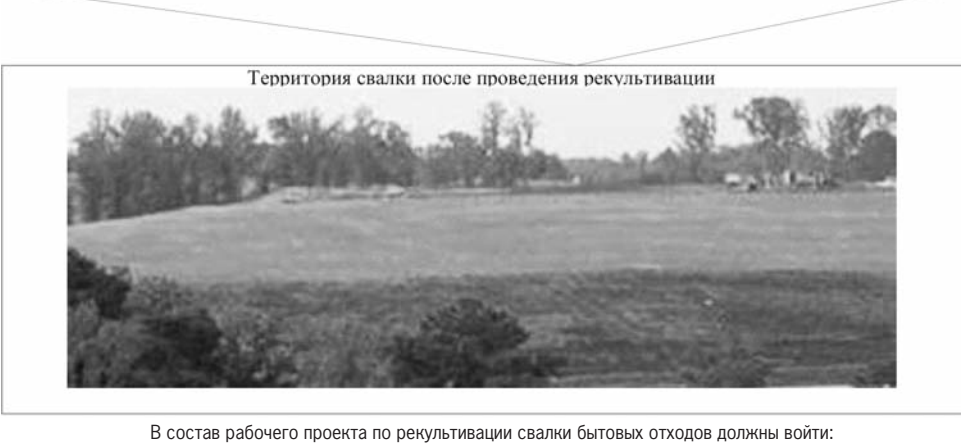 Территория свалки после проведения рекультивации
В состав рабочего проекта по рекультивации свалки бытовых отходов должны войти: